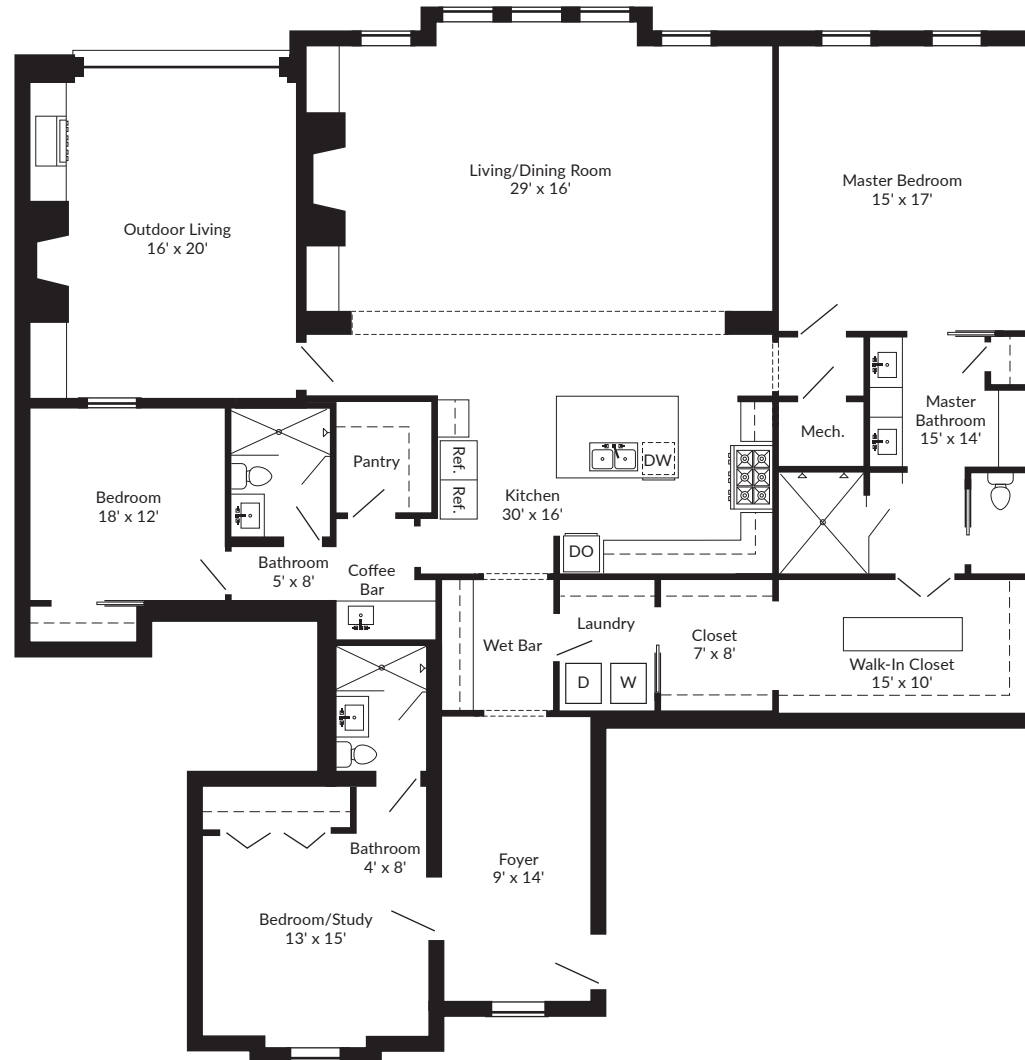 Living/Dining Room
29' x 16'
Master Bedroom
15' x 17'
Outdoor Living
16' x 20'
Master
Bathroom
15' x 14'
Mech.
Pantry
Ref.
Ref.
DW
Kitchen
30' x 16'
Bedroom
18' x 12'
DO
Bathroom
5' x 8'
Coffee
Bar
Laundry
Wet Bar
Closet
7' x 8'
Walk-In Closet
15' x 10'
D
W
Bathroom
4' x 8'
Foyer
9' x 14'
Bedroom/Study
13' x 15'